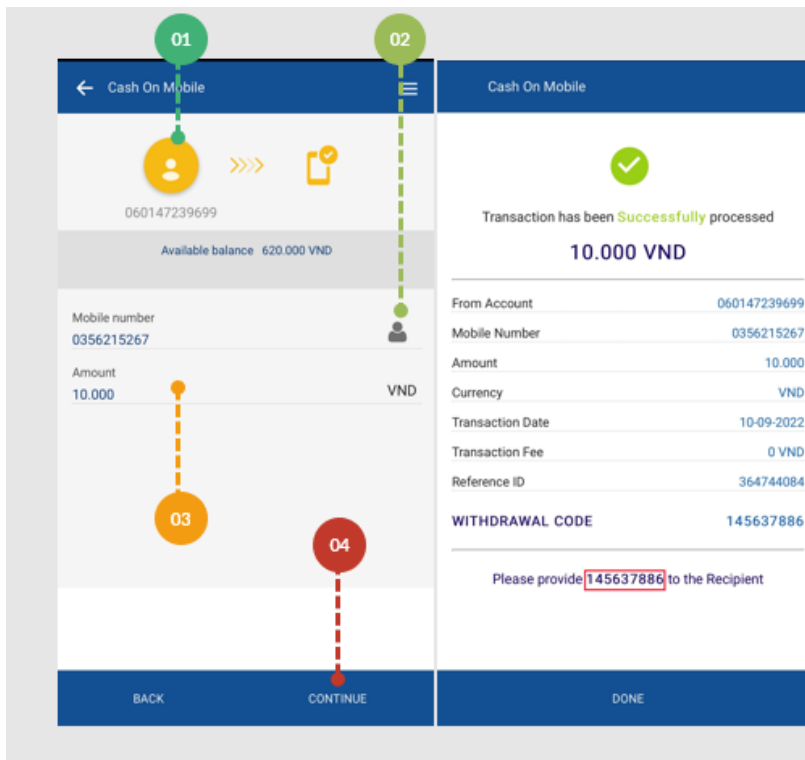 01
02
Cash On Mobile
060147239699
Available balance 620.000 VND
Mobile number
0356215267
Amount
10.000 VND
03
04
BACK CONTINUE
Cash On Mobile
Transaction has been Successfully processed
10.000 VND
From Account 060147239699
Mobile Number 0356215267
Amount 10.000
Currency VND
Transaction Date 10-09-2022
Transaction Fee 0 VND
Reference ID 364744084
WITHDRAWAL CODE 145637886
Please provide 145637886 to the Recipient
DONE